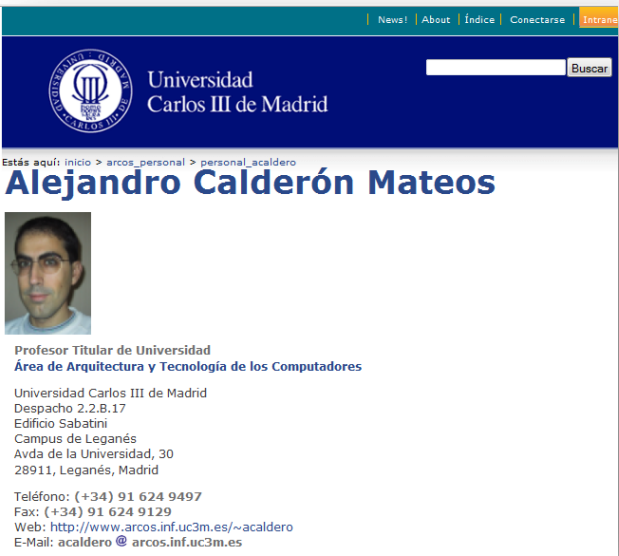 News! About Índice Conectarse Intrane
Buscar
Universidad
Carlos III de Madrid
Estás aquí: inicio > arcos_personal > personal_acaldero
Alejandro Calderón Mateos
Profesor Titular de Universidad
Área de Arquitectura y Tecnología de los Computadores
Universidad Carlos III de Madrid
Despacho 2.2.B.17
Edificio Sabatini
Campus de Leganés
Avda de la Universidad, 30
28911, Leganés, Madrid
Teléfono: (+34) 91 624 9497
Fax: (+34) 91 624 9129
Web: http://www.arcos.inf.uc3m.es/~acaldero
E-Mail: acaldero @ arcos.inf.uc3m.es